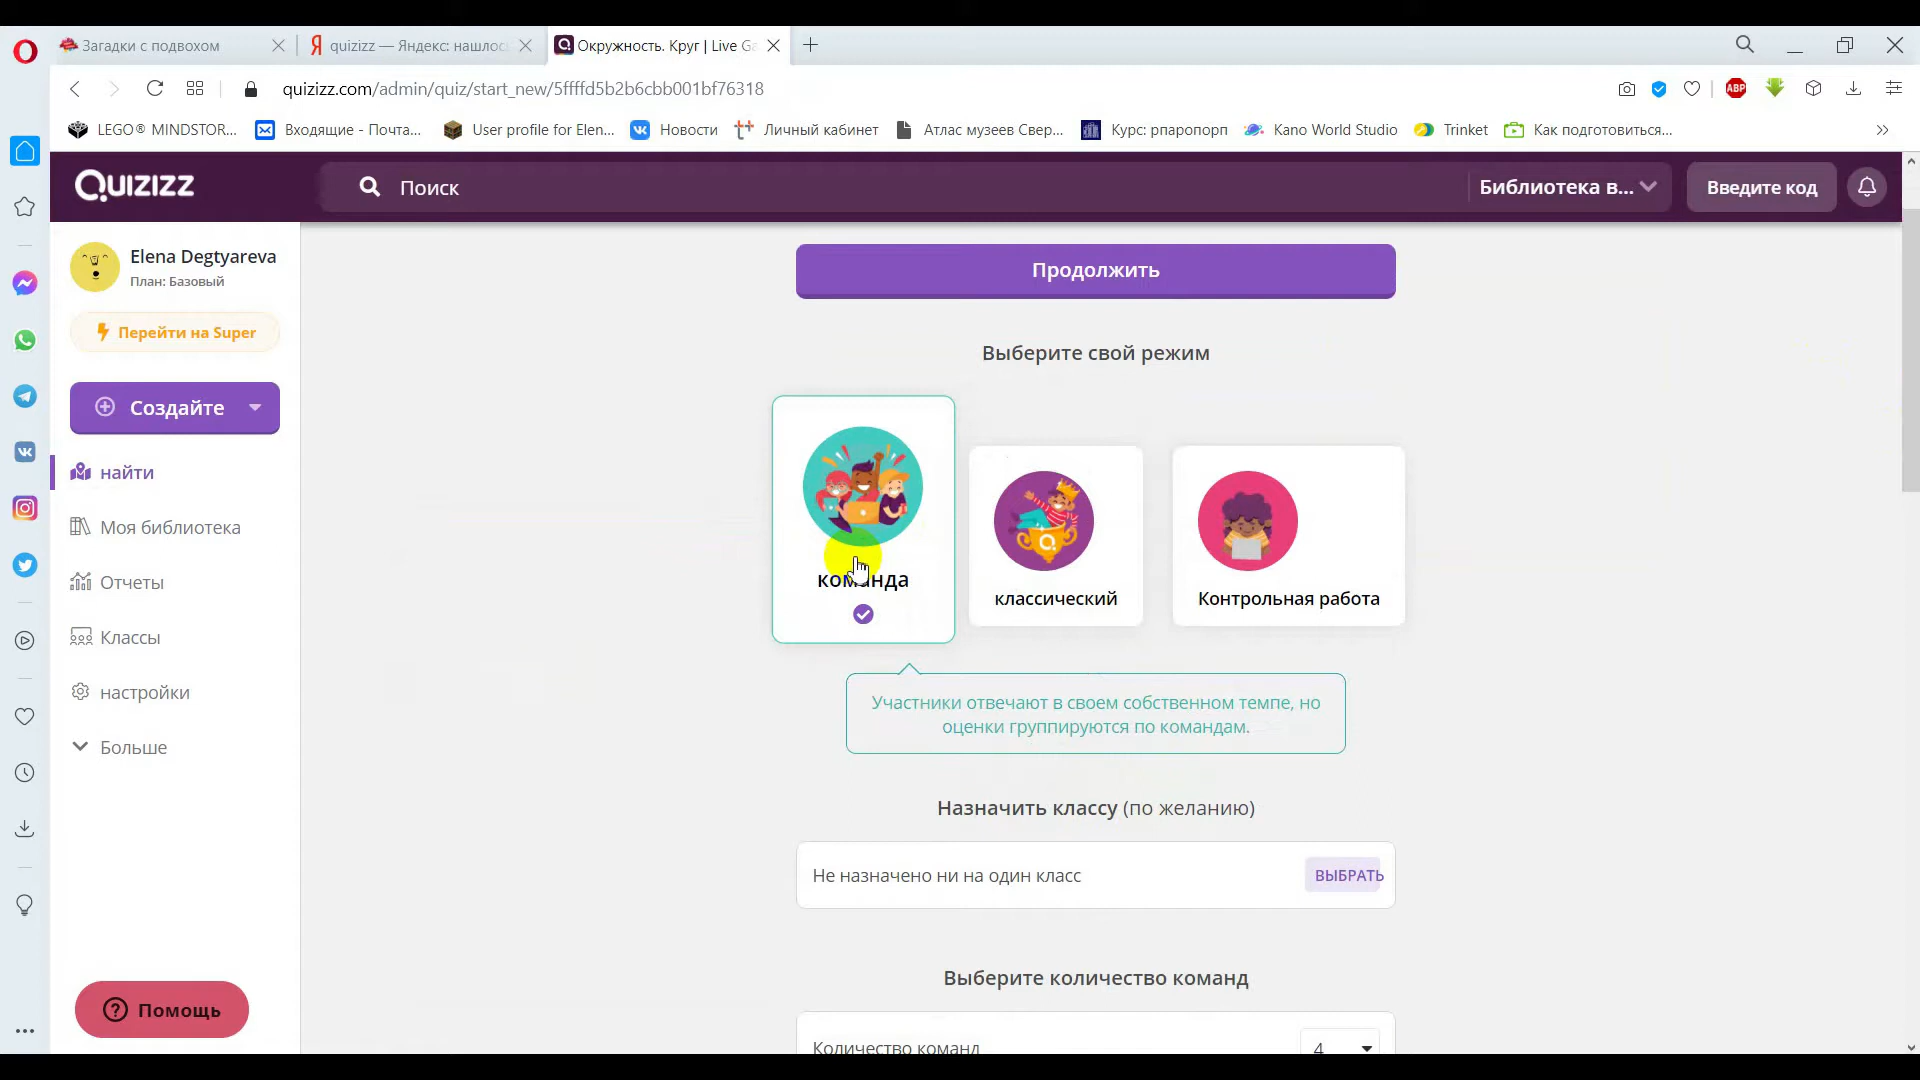 Загадки с подвохом
quizizz — Яндекс: нашлос
Окружность. Круг | Live Ga
quizizz.com/admin/quiz/start_new/5ffffd5b2b6cbb001bf76318
ABP
LEGO® MINDSTOR...
Входящие - Почта...
User profile for Elen...
Новости
Личный кабинет
Атлас музеев Свер...
Курс: рпаропорп
Kano World Studio
Trinket
Как подготовиться...
Quizizz
Поиск
Библиотека в...
Введите код
Elena Degtyareva
План: Базовый
Перейти на Super
Создайте
найти
Моя библиотека
Отчеты
Классы
настройки
Больше
Помощь
Продолжить
Выберите свой режим
команда
классический
Контрольная работа
Участники отвечают в своем собственном темпе, но
оценки группируются по командам.
Назначить классу (по желанию)
Не назначено ни на один класс
ВЫБРАТЬ
Выберите количество команд
Количество команд
4